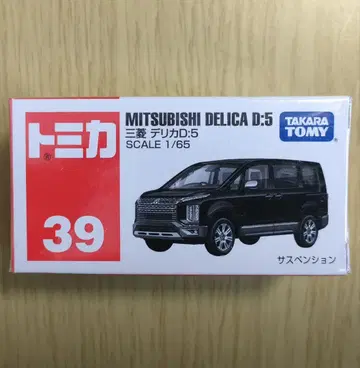 トミカ®
39
MITSUBISHI DELICA D:5
三菱 デリカD:5
SCALE 1/65
TAKARA
TOMY
サスペンション